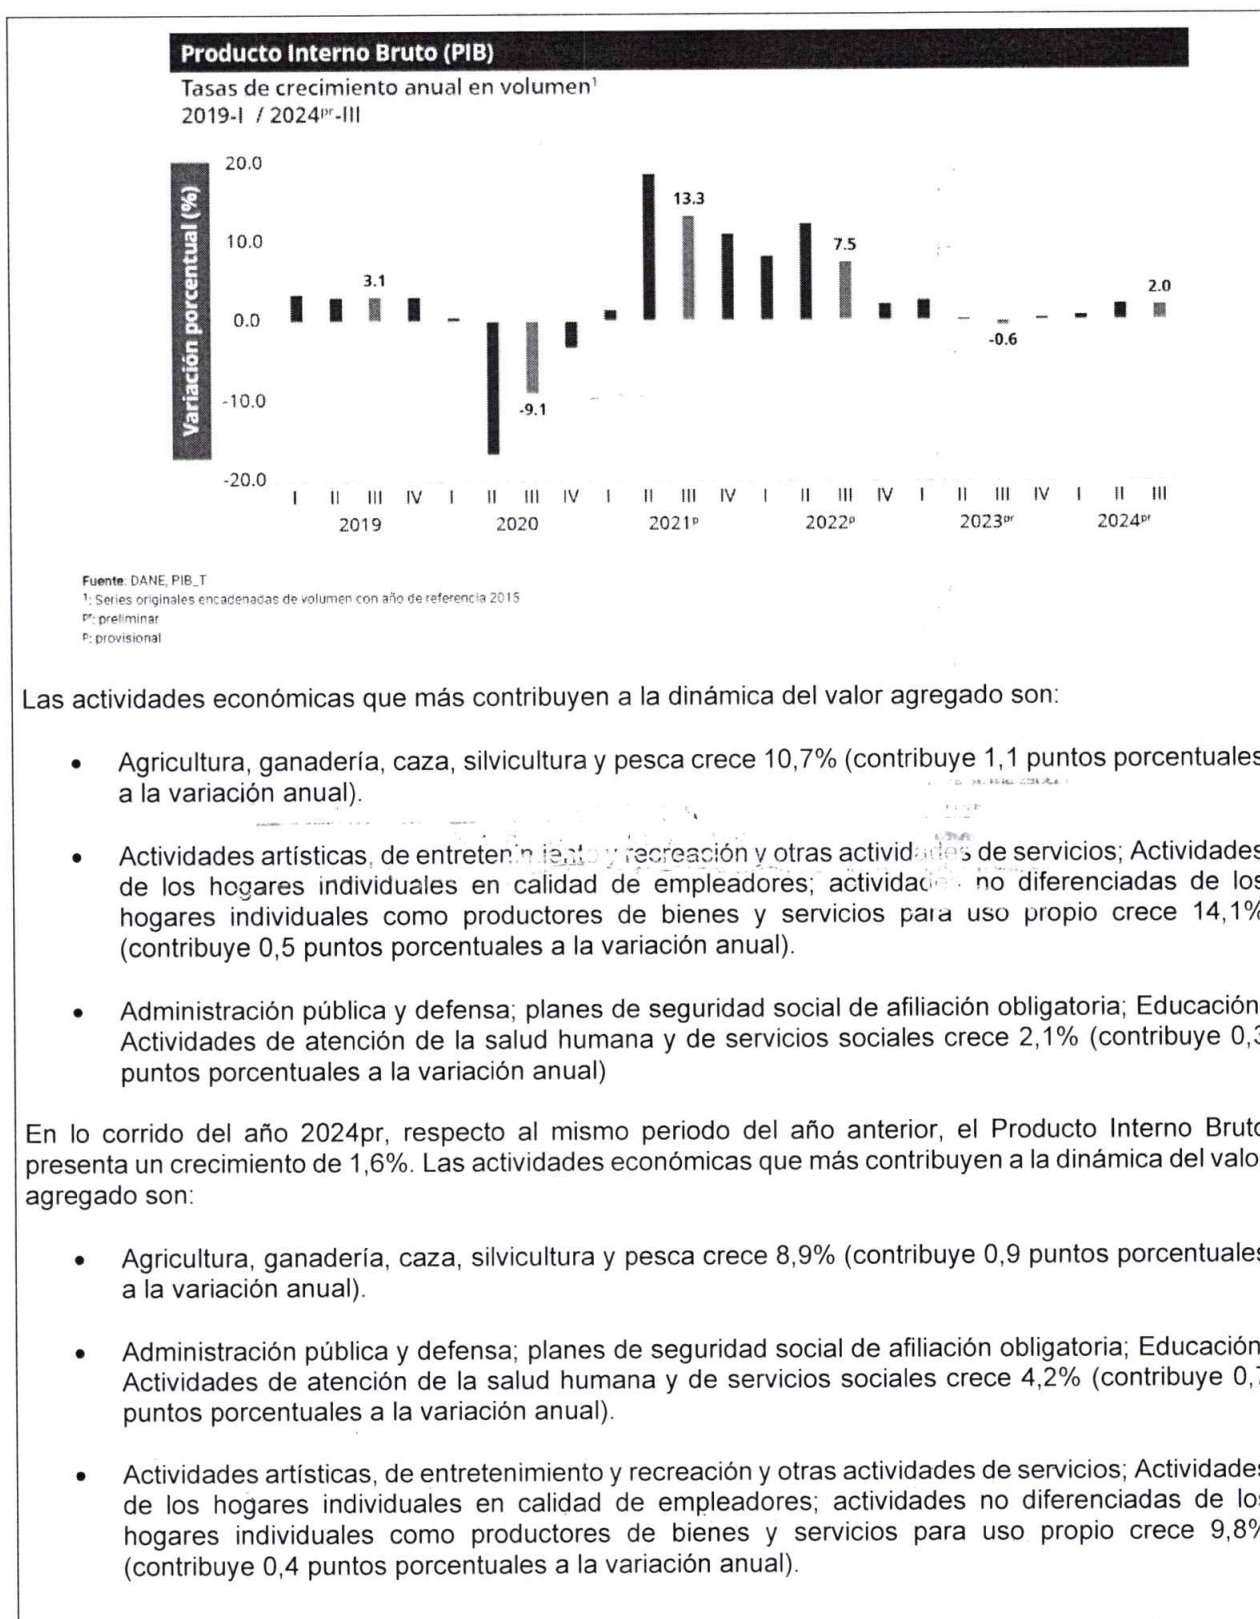 Producto Interno Bruto (PIB)
Tasas de crecimiento anual en volumen¹
2019-I / 2024ᵖʳ-III
Variación porcentual (%)
20.0
10.0
0.0
-10.0
-20.0
3.1
-9.1
13.3
7.5
-0.6
2.0
I II III IV I II III IV I II III IV I II III IV I II III IV I II III
2019 2020 2021ᵖ 2022ᵖ 2023ᵖʳ 2024ᵖʳ
Fuente: DANE, PIB_T
¹: Series originales encadenadas de volumen con año de referencia 2015
ᵖʳ: preliminar
ᵖ: provisional
Las actividades económicas que más contribuyen a la dinámica del valor agregado son:
• Agricultura, ganadería, caza, silvicultura y pesca crece 10,7% (contribuye 1,1 puntos porcentuales
a la variación anual).
• Actividades artísticas, de entretenimiento y recreación y otras actividades de servicios; Actividades
de los hogares individuales en calidad de empleadores; actividades no diferenciadas de los
hogares individuales como productores de bienes y servicios para uso propio crece 14,1%
(contribuye 0,5 puntos porcentuales a la variación anual).
• Administración pública y defensa; planes de seguridad social de afiliación obligatoria; Educación
Actividades de atención de la salud humana y de servicios sociales crece 2,1% (contribuye 0,3
puntos porcentuales a la variación anual)
En lo corrido del año 2024pr, respecto al mismo periodo del año anterior, el Producto Interno Bruto
presenta un crecimiento de 1,6%. Las actividades económicas que más contribuyen a la dinámica del valo
agregado son:
• Agricultura, ganadería, caza, silvicultura y pesca crece 8,9% (contribuye 0,9 puntos porcentuales
a la variación anual).
• Administración pública y defensa; planes de seguridad social de afiliación obligatoria; Educación
Actividades de atención de la salud humana y de servicios sociales crece 4,2% (contribuye 0,7
puntos porcentuales a la variación anual).
• Actividades artísticas, de entretenimiento y recreación y otras actividades de servicios; Actividades
de los hogares individuales en calidad de empleadores; actividades no diferenciadas de los
hogares individuales como productores de bienes y servicios para uso propio crece 9,8%
(contribuye 0,4 puntos porcentuales a la variación anual).